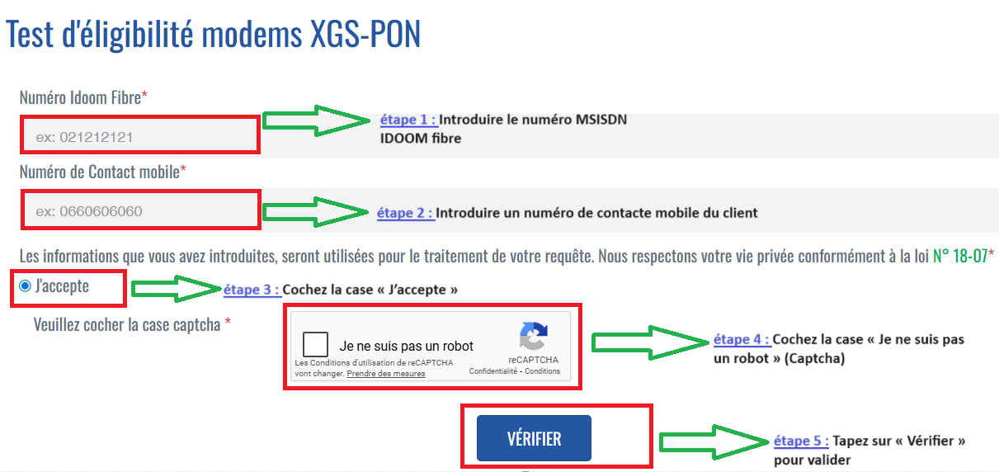 Test d'éligibilité modems XGS-PON
Numéro Idoom Fibre*
ex: 021212121
étape 1 : Introduire le numéro MSISDN
IDOOM fibre
Numéro de Contact mobile*
ex: 0660606060
étape 2 : Introduire un numéro de contacte mobile du client
Les informations que vous avez introduites, seront utilisées pour le traitement de votre requête. Nous respectons votre vie privée conformément à la loi N° 18-07*
J'accepte
étape 3 : Cochez la case « J’accepte »
Veuillez cocher la case captcha *
Je ne suis pas un robot
Les Conditions d'utilisation de reCAPTCHA
vont changer. Prendre des mesures
reCAPTCHA
Confidentialité - Conditions
étape 4 : Cochez la case « Je ne suis pas
un robot » (Captcha)
VÉRIFIER
étape 5 : Tapez sur « Vérifier »
pour valider